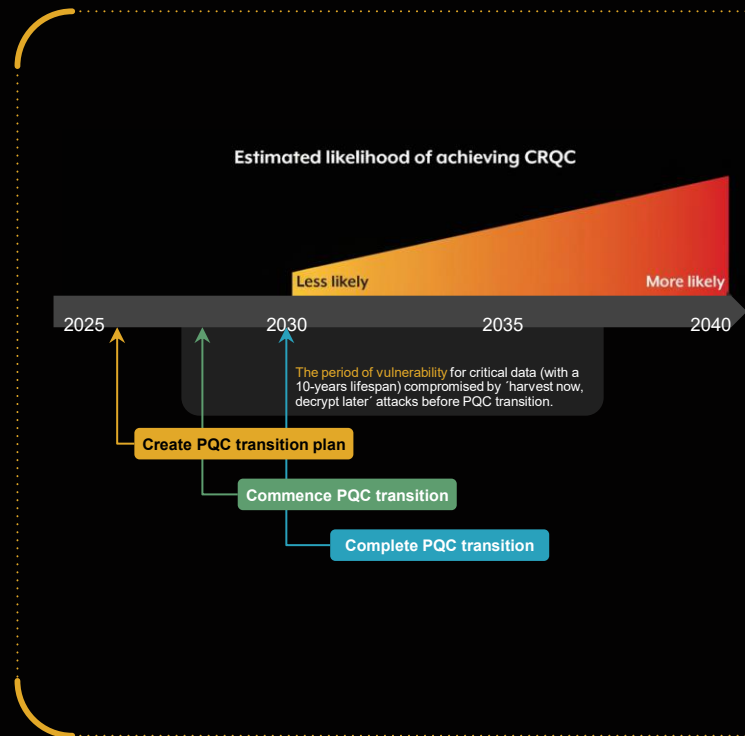 Estimated likelihood of achieving CRQC
Less likely
More likely
2025
2030
2035
2040
The period of vulnerability for critical data (with a
10-years lifespan) compromised by ´harvest now,
decrypt later´ attacks before PQC transition.
Create PQC transition plan
Commence PQC transition
Complete PQC transition